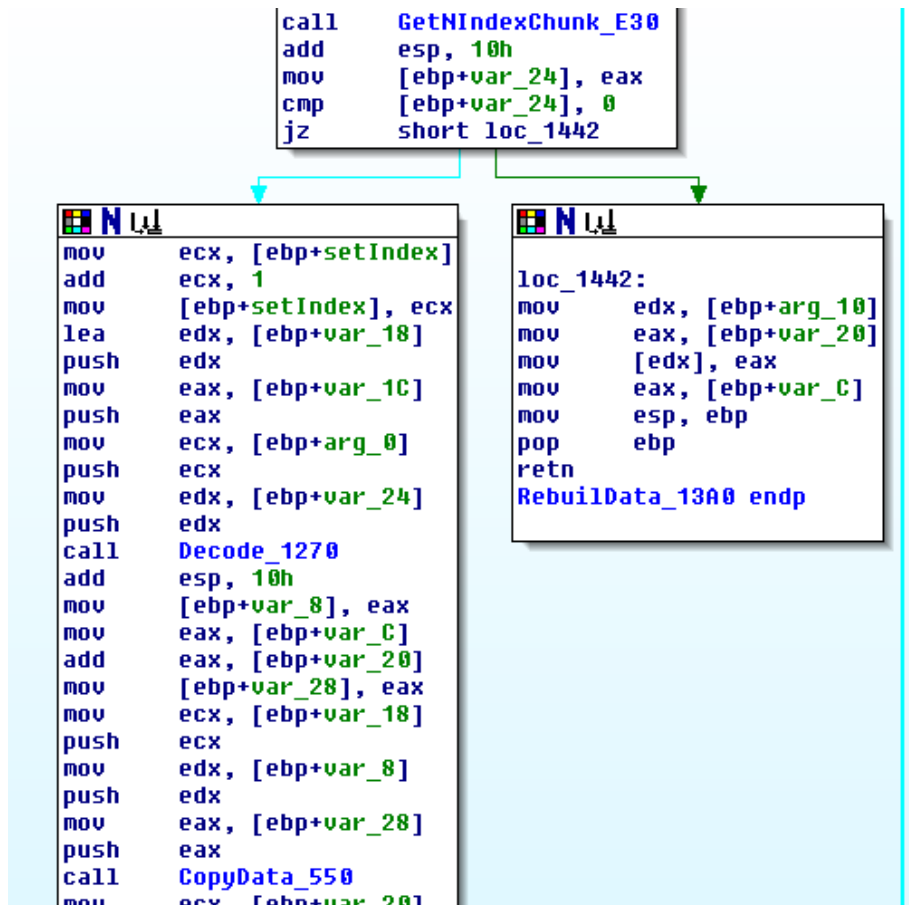 call GetNIndexChunk_E30
add esp, 10h
mov [ebp+var_24], eax
cmp [ebp+var_24], 0
jz short loc_1442
N
mov ecx, [ebp+setIndex]
add ecx, 1
mov [ebp+setIndex], ecx
lea edx, [ebp+var_18]
push edx
mov eax, [ebp+var_1C]
push eax
mov ecx, [ebp+arg_0]
push ecx
mov edx, [ebp+var_24]
push edx
call Decode_1270
add esp, 10h
mov [ebp+var_8], eax
mov eax, [ebp+var_C]
add eax, [ebp+var_20]
mov [ebp+var_28], eax
mov ecx, [ebp+var_18]
push ecx
mov edx, [ebp+var_8]
push edx
mov eax, [ebp+var_28]
push eax
call CopyData_550
mov ecx, [ebp+var_20]
N
loc_1442:
mov edx, [ebp+arg_10]
mov eax, [ebp+var_20]
mov [edx], eax
mov eax, [ebp+var_C]
mov esp, ebp
pop ebp
retn
RebuilData_13A0 endp